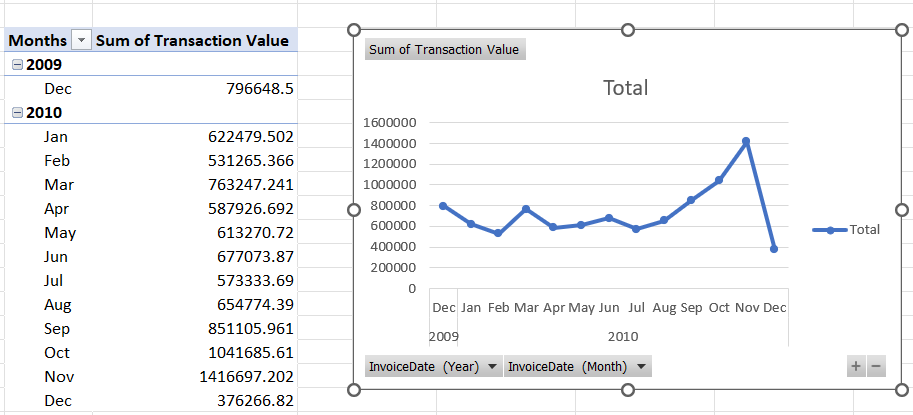 Months Sum of Transaction Value
2009
Dec 796648.5
2010
Jan 622479.502
Feb 531265.366
Mar 763247.241
Apr 587926.692
May 613270.72
Jun 677073.87
Jul 573333.69
Aug 654774.39
Sep 851105.961
Oct 1041685.61
Nov 1416697.202
Dec 376266.82
Sum of Transaction Value
Total
1600000
1400000
1200000
1000000
800000
600000
400000
200000
0
Total
Dec Jan Feb Mar Apr May Jun Jul Aug Sep Oct Nov Dec
2009 2010
InvoiceDate (Year) InvoiceDate (Month)